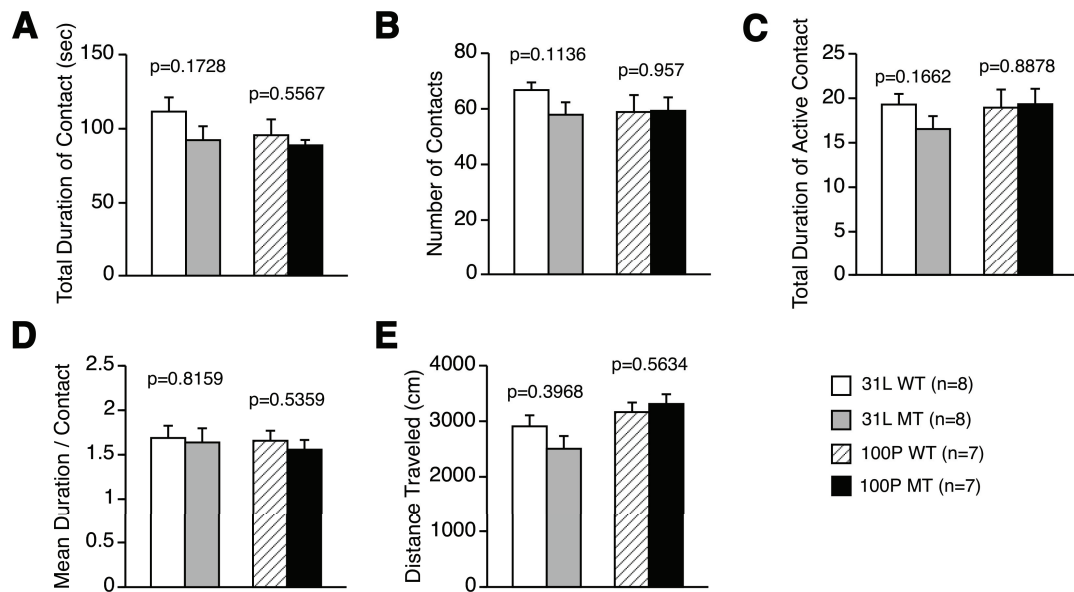 A
Total Duration of Contact (sec)
150
100
50
0
p=0.1728
p=0.5567
B
Number of Contacts
80
60
40
20
0
p=0.1136
p=0.957
C
Total Duration of Active Contact
25
20
15
10
5
0
p=0.1662
p=0.8878
D
Mean Duration / Contact
2.5
2
1.5
1
0.5
0
p=0.8159
p=0.5359
E
Distance Traveled (cm)
4000
3000
2000
1000
0
p=0.3968
p=0.5634
31L WT (n=8)
31L MT (n=8)
100P WT (n=7)
100P MT (n=7)